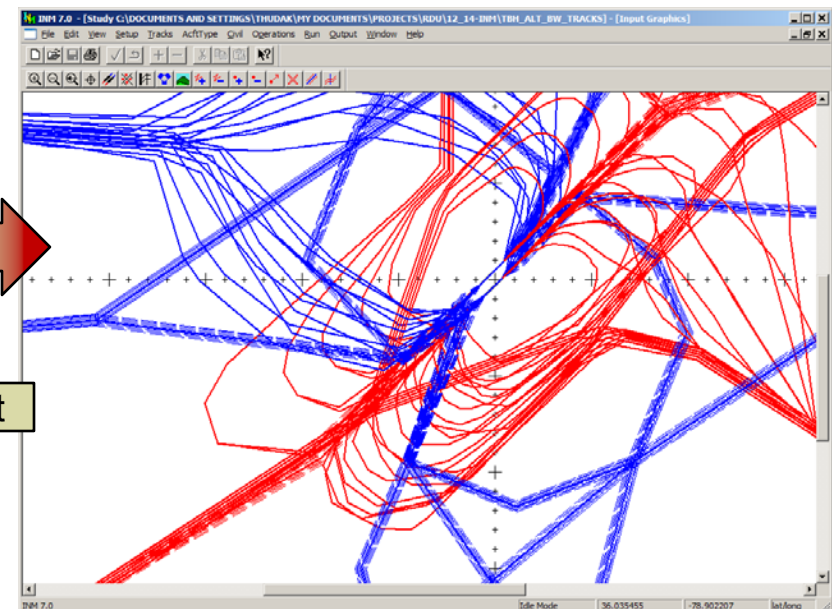 INM 7.0 - [Study C:\DOCUMENTS AND SETTINGS\THUDAK\MY DOCUMENTS\PROJECTS\RDU\12_14-INM\TBH_ALT_BW_TRACKS] - [Input Graphics]
File Edit View Setup Tracks AcftType Civil Operations Run Output Window Help
t
INM 7.0 Idle Mode 36.035455 -78.902207 lat/long